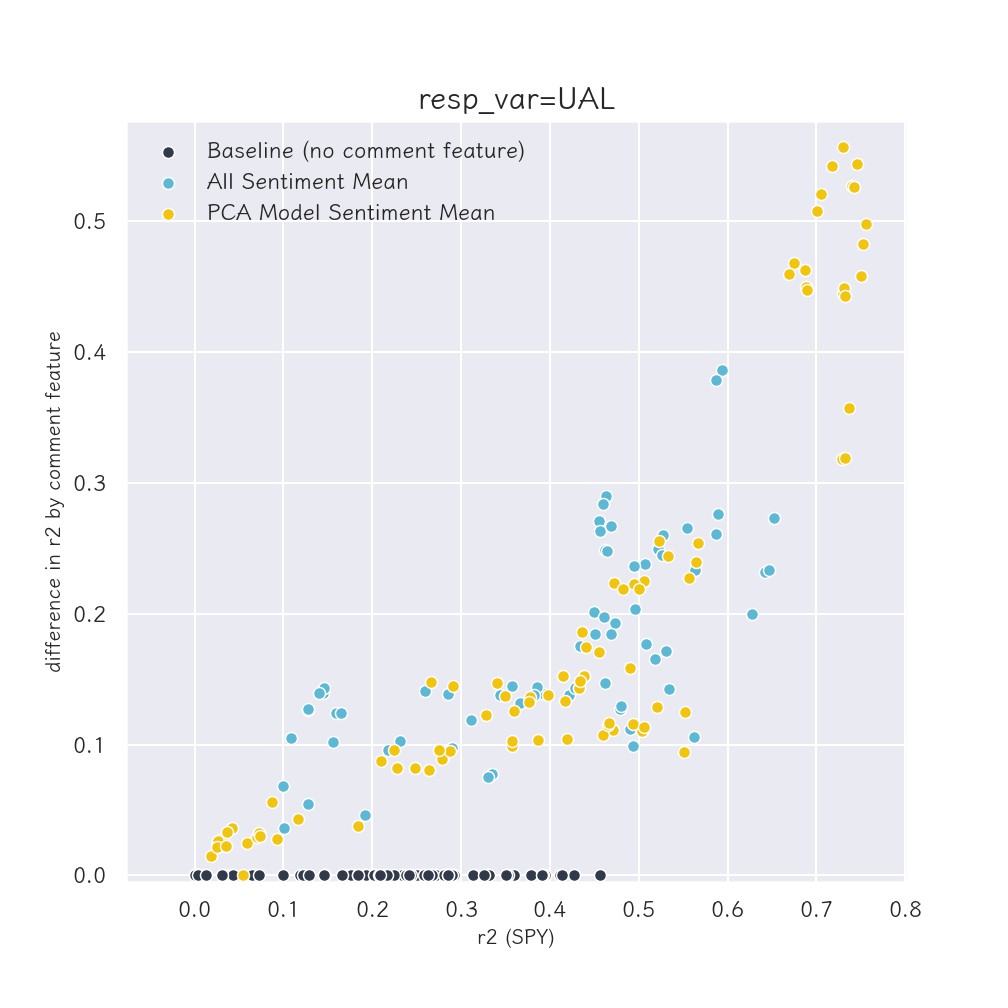 resp_var=UAL
Baseline (no comment feature)
All Sentiment Mean
PCA Model Sentiment Mean
difference in r2 by comment feature
0.5
0.4
0.3
0.2
0.1
0.0
0.0 0.1 0.2 0.3 0.4 0.5 0.6 0.7 0.8
r2 (SPY)